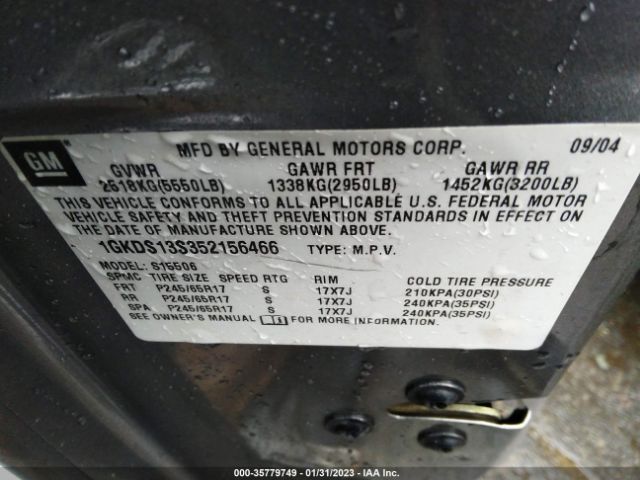 GM
MFD BY GENERAL MOTORS CORP. 09/04
GVWR GAWR FRT GAWR RR
2518KG(5550LB) 1338KG(2950LB) 1452KG(3200LB)
THIS VEHICLE CONFORMS TO ALL APPLICABLE U.S. FEDERAL MOTOR
VEHICLE SAFETY AND THEFT PREVENTION STANDARDS IN EFFECT ON
THE DATE OF MANUFACTURE SHOWN ABOVE.
1GKDS13S352156466 TYPE: M.P.V.
MODEL: S15506
SPMC TIRE SIZE SPEED RTG RIM COLD TIRE PRESSURE
FRT P245/65R17 S 17X7J 210KPA(30PSI)
RR P245/65R17 S 17X7J 240KPA(35PSI)
SPA P245/65R17 S 17X7J 240KPA(35PSI)
SEE OWNER'S MANUAL FOR MORE INFORMATION.
000-35779749 - 01/31/2023 - IAA Inc.